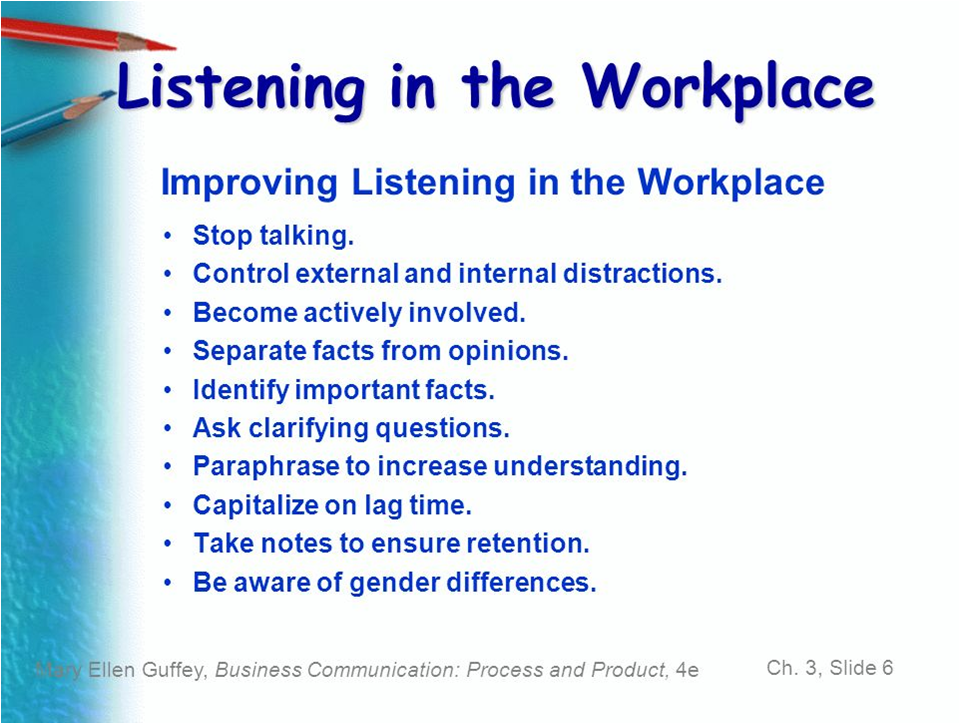 Listening in the Workplace
Improving Listening in the Workplace
• Stop talking.
• Control external and internal distractions.
• Become actively involved.
• Separate facts from opinions.
• Identify important facts.
• Ask clarifying questions.
• Paraphrase to increase understanding.
• Capitalize on lag time.
• Take notes to ensure retention.
• Be aware of gender differences.
Mary Ellen Guffey, Business Communication: Process and Product, 4e
Ch. 3, Slide 6